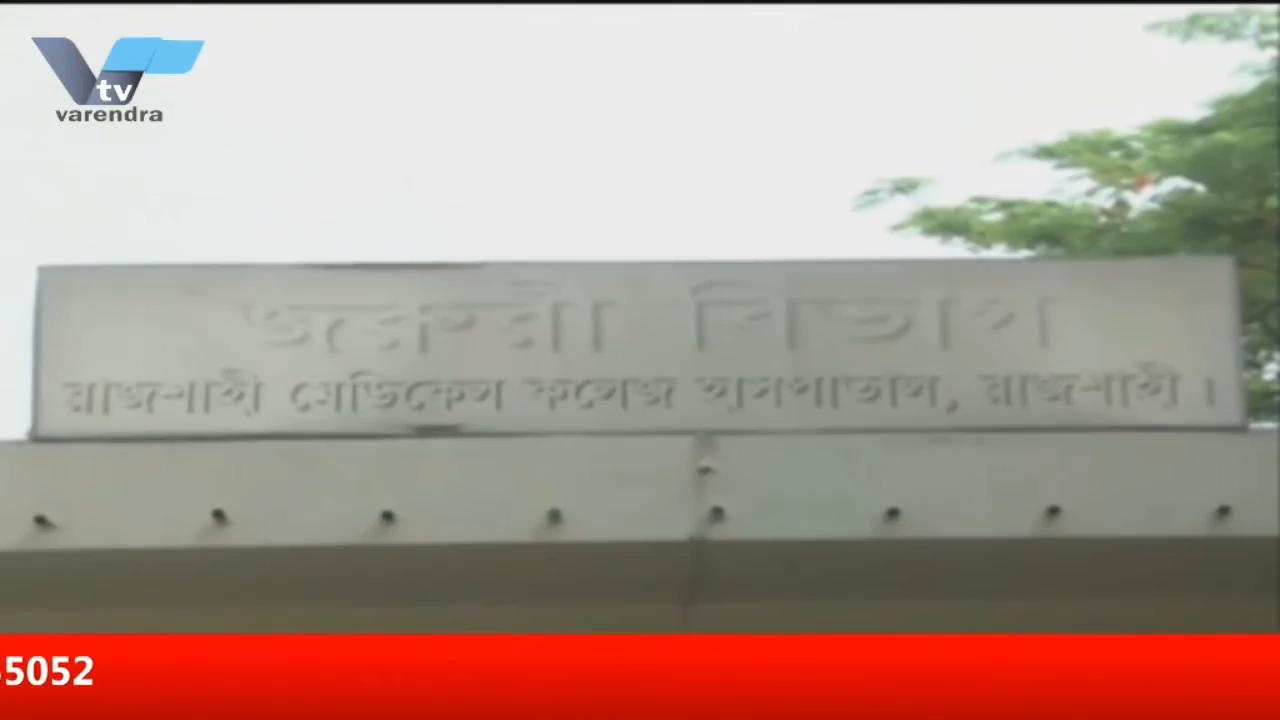 tv
varendra
জরুরী বিভাগ
রাজশাহী মেডিকেল কলেজ হাসপাতাল, রাজশাহী।
5052